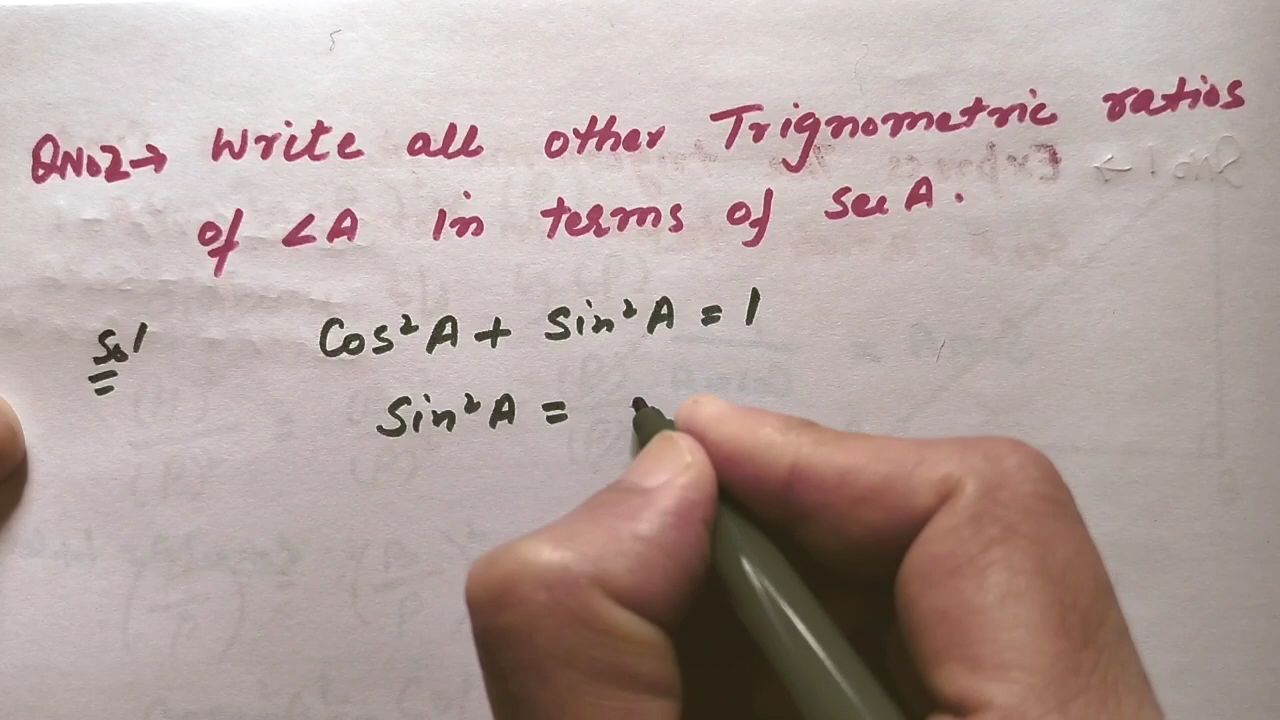 QNo2→ Write all other Trignometric ratios
of ∠A in terms of Sec A.
Sol Cos²A + Sin²A = 1
Sin²A =